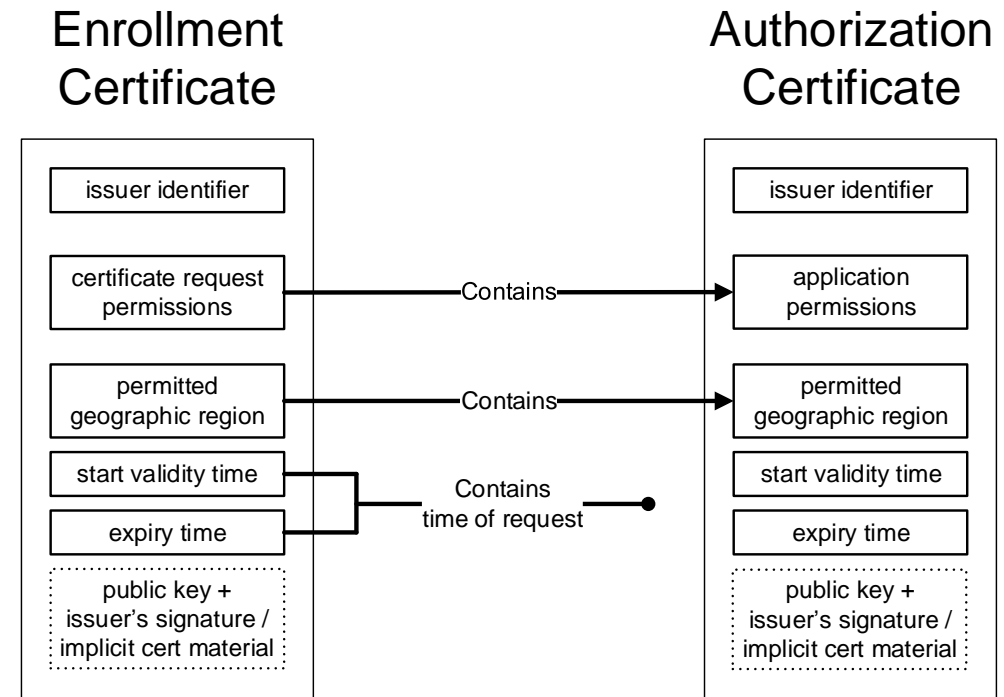 Enrollment
Certificate
issuer identifier
certificate request
permissions
permitted
geographic region
start validity time
expiry time
public key +
issuer’s signature /
implicit cert material
Contains
Contains
Contains
time of request
Authorization
Certificate
issuer identifier
application
permissions
permitted
geographic region
start validity time
expiry time
public key +
issuer’s signature /
implicit cert material